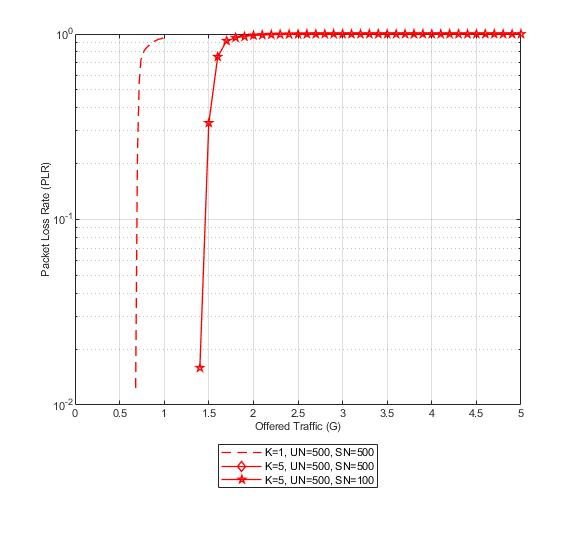 10^0
10^-1
10^-2
Packet Loss Rate (PLR)
0 0.5 1 1.5 2 2.5 3 3.5 4 4.5 5
Offered Traffic (G)
K=1, UN=500, SN=500
K=5, UN=500, SN=500
K=5, UN=500, SN=100